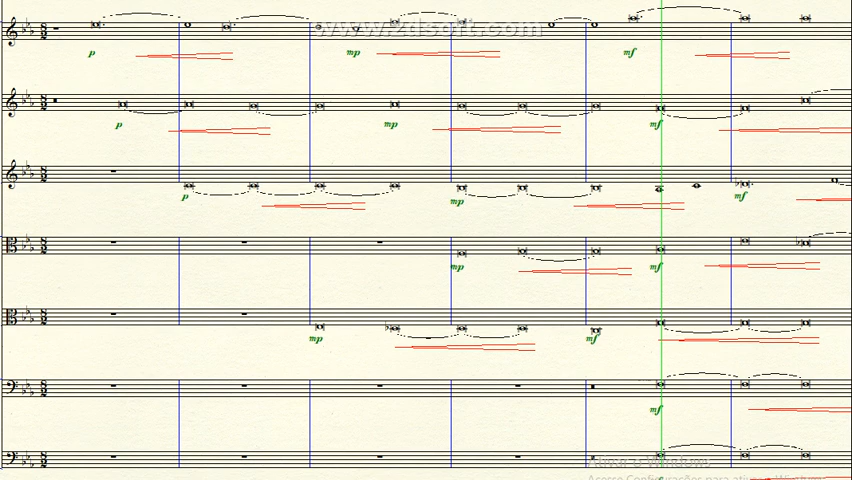 www.zdsoft.com
p mp mf
p mp mf
p mp mf
mp mf
mp mf
mf
Ativar o Windows
Acesse Configurações para ativar o Windows.